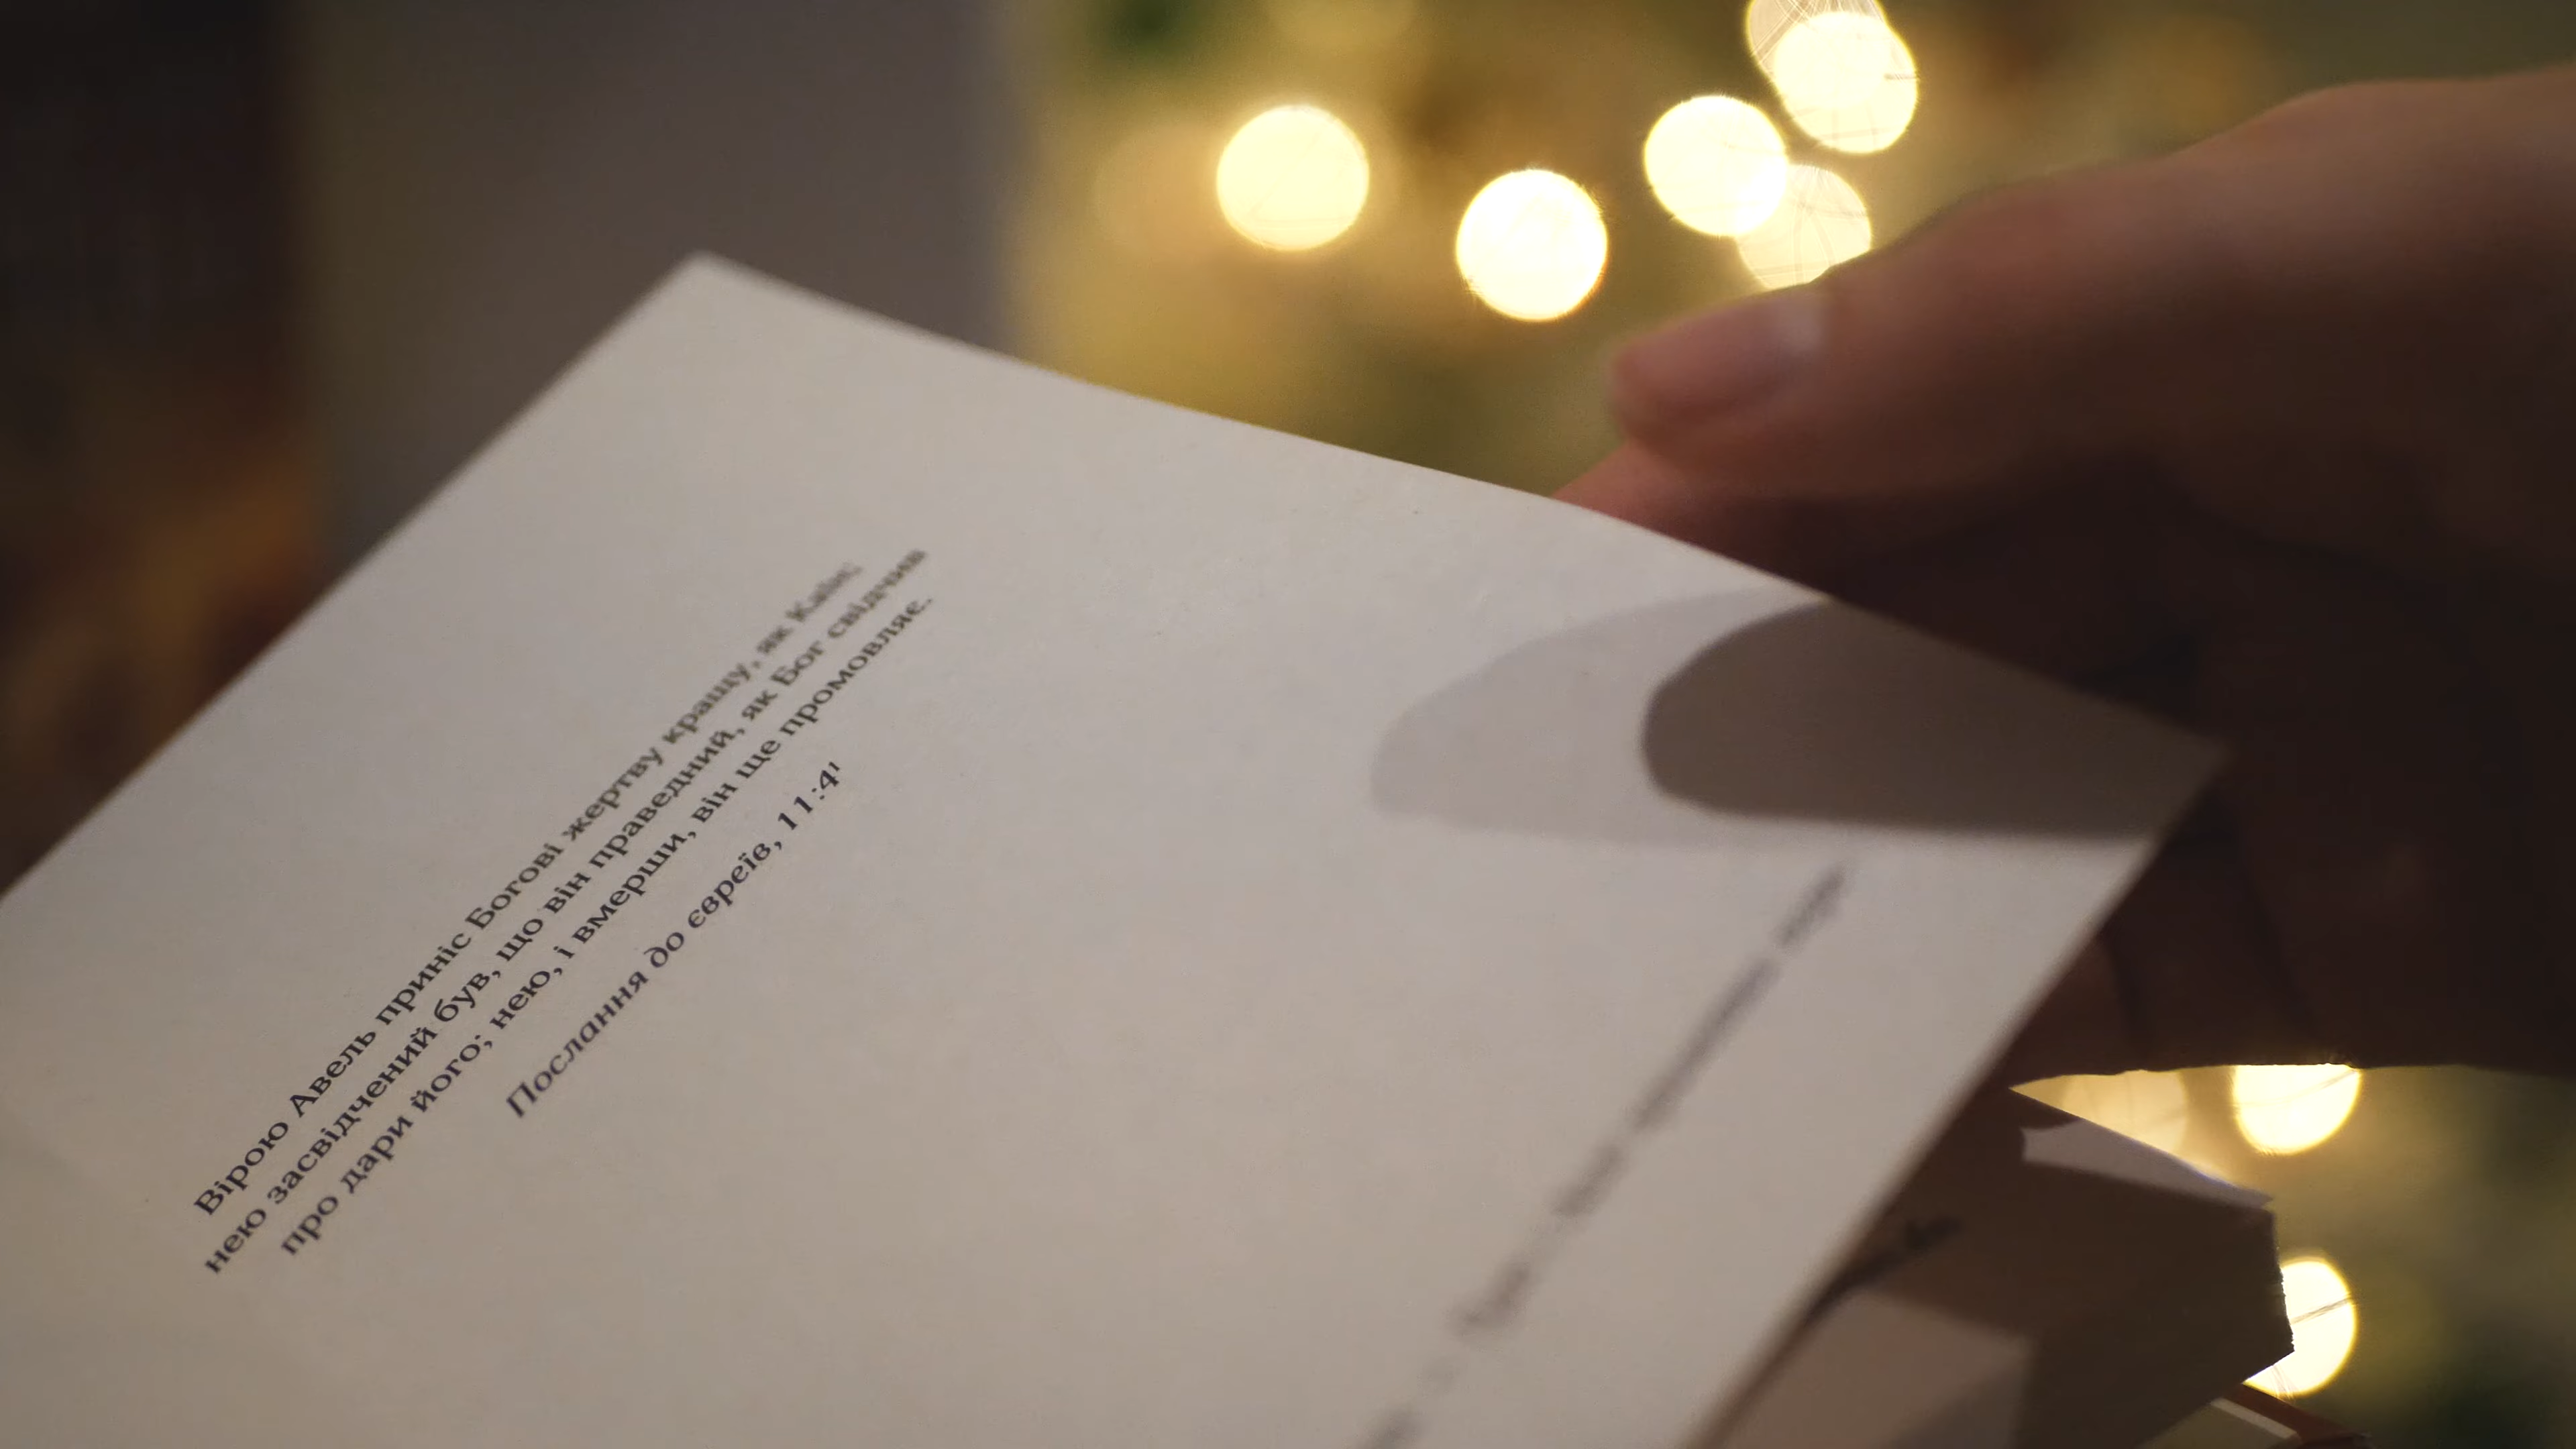 Вірою Авель приніс Богові жертву кращу, як Каїн;
нею засвідчений був, що він праведний, як Бог свідчив
про дари його; нею, і вмерши, він ще промовляє.
Послання до євреїв, 11:4¹